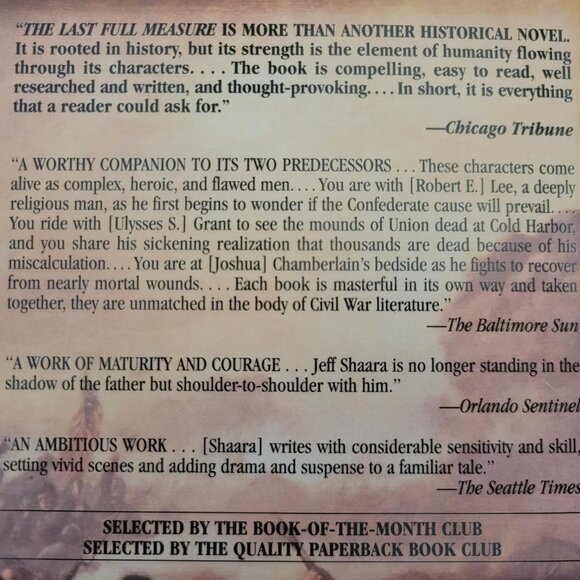 “THE LAST FULL MEASURE IS MORE THAN ANOTHER HISTORICAL NOVEL.
It is rooted in history, but its strength is the element of humanity flowing
through its characters. . . . The book is compelling, easy to read, well
researched and written, and thought-provoking. . . . In short, it is everything
that a reader could ask for.”
—Chicago Tribune
“A WORTHY COMPANION TO ITS TWO PREDECESSORS . . . These characters come
alive as complex, heroic, and flawed men. . . . You are with [Robert E.] Lee, a deeply
religious man, as he first begins to wonder if the Confederate cause will prevail. . . .
You ride with [Ulysses S.] Grant to see the mounds of Union dead at Cold Harbor,
and you share his sickening realization that thousands are dead because of his
miscalculation. . . . You are at [Joshua] Chamberlain’s bedside as he fights to recover
from nearly mortal wounds. . . . Each book is masterful in its own way and taken
together, they are unmatched in the body of Civil War literature.”
—The Baltimore Sun
“A WORK OF MATURITY AND COURAGE . . . Jeff Shaara is no longer standing in the
shadow of the father but shoulder-to-shoulder with him.”
—Orlando Sentinel
“AN AMBITIOUS WORK . . . [Shaara] writes with considerable sensitivity and skill,
setting vivid scenes and adding drama and suspense to a familiar tale.”
—The Seattle Times
SELECTED BY THE BOOK-OF-THE-MONTH CLUB
SELECTED BY THE QUALITY PAPERBACK BOOK CLUB